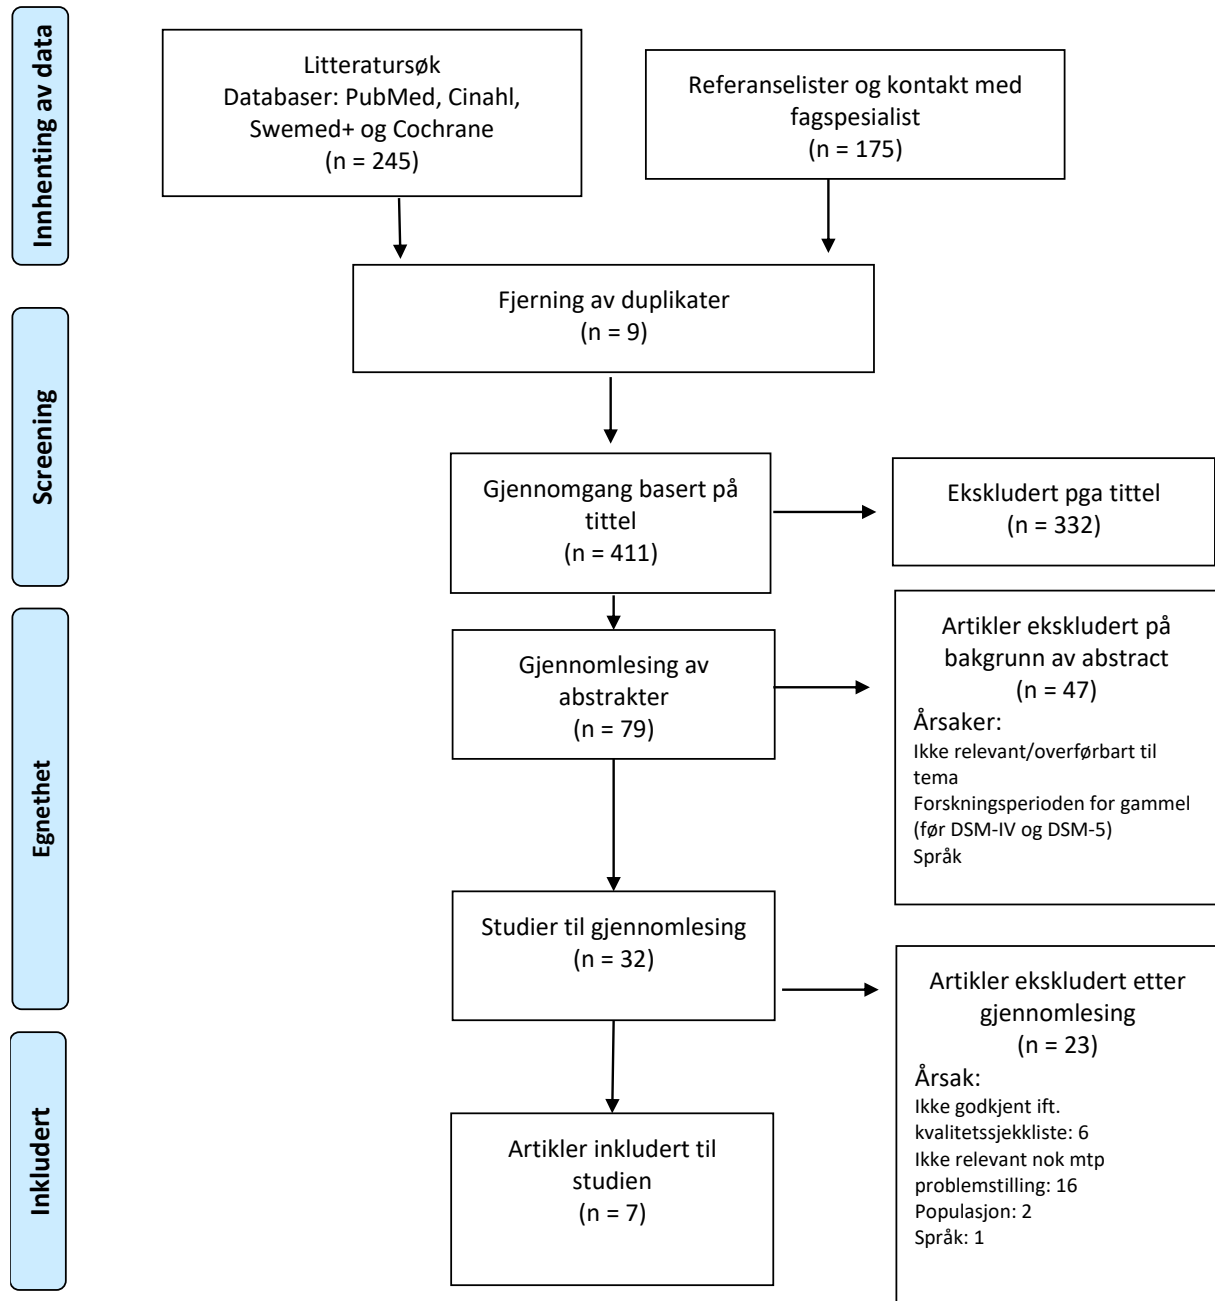 Innhenting av data
Litteratursøk
Databaser: PubMed, Cinahl,
Swemed+ og Cochrane
(n = 245)
Referanselister og kontakt med
fagspesialist
(n = 175)
Fjerning av duplikater
(n = 9)
Screening
Gjennomgang basert på
tittel
(n = 411)
Ekskludert pga tittel
(n = 332)
Egnethet
Gjennomlesing av
abstrakter
(n = 79)
Artikler ekskludert på
bakgrunn av abstract
(n = 47)
Årsaker:
Ikke relevant/overførbart til
tema
Forskningsperioden for gammel
(før DSM-IV og DSM-5)
Språk
Studier til gjennomlesing
(n = 32)
Artikler ekskludert etter
gjennomlesing
(n = 23)
Årsak:
Ikke godkjent ift.
kvalitetssjekkliste: 6
Ikke relevant nok mtp
problemstilling: 16
Populasjon: 2
Språk: 1
Inkludert
Artikler inkludert til
studien
(n = 7)